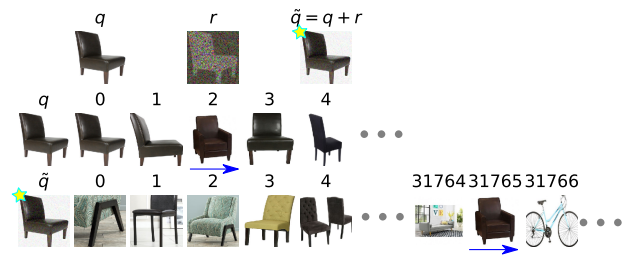 q r q̃ = q + r
q 0 1 2 3 4
q̃ 0 1 2 3 4 31764 31765 31766